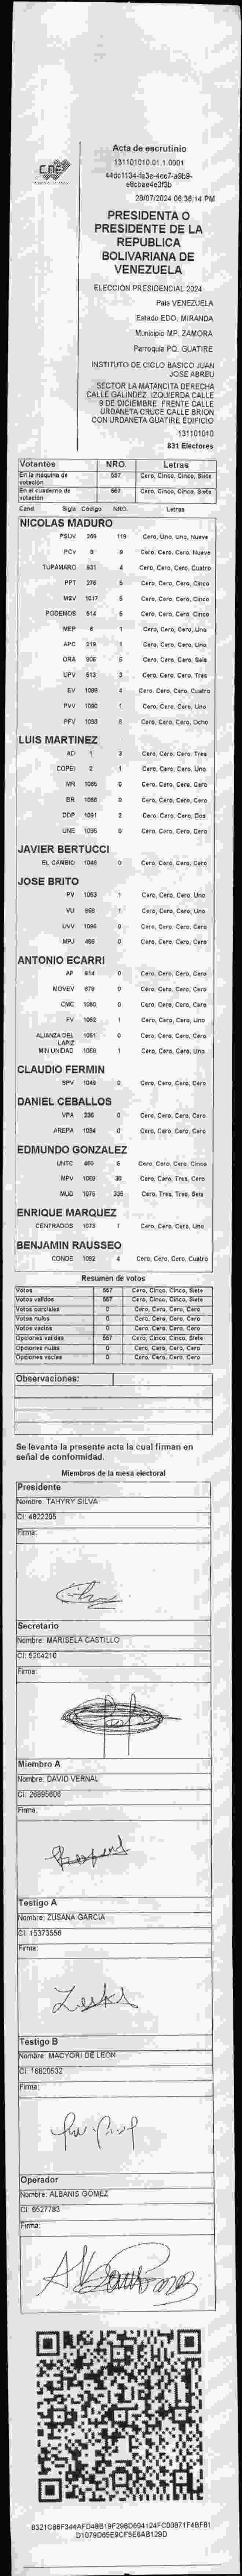 CNE
Acta de escrutinio
131101010.01.1.0001
44dc1134-fa3e-4ec7-a9b9-
e6cbae4e3f3b
28/07/2024 06:36:14 PM
PRESIDENTA O
PRESIDENTE DE LA
REPUBLICA
BOLIVARIANA DE
VENEZUELA
ELECCIÓN PRESIDENCIAL 2024
País VENEZUELA
Estado EDO. MIRANDA
Municipio MP. ZAMORA
Parroquia PQ. GUATIRE
INSTITUTO DE CICLO BASICO JUAN
JOSE ABREU
SECTOR LA MATANCITA DERECHA
CALLE GALINDEZ. IZQUIERDA CALLE
9 DE DICIEMBRE. FRENTE CALLE
URDANETA CRUCE CALLE BRION
CON URDANETA GUATIRE EDIFICIO
131101010
831 Electores
Votantes NRO. Letras
En la máquina de votación 557 Cero, Cinco, Cinco, Siete
En el cuaderno de votación 557 Cero, Cinco, Cinco, Siete
Cand. Sigla Código NRO. Letras
NICOLAS MADURO
PSUV 269 119 Cero, Uno, Uno, Nueve
PCV 9 9 Cero, Cero, Cero, Nueve
TUPAMARO 831 4 Cero, Cero, Cero, Cuatro
PPT 276 5 Cero, Cero, Cero, Cinco
MSV 1017 5 Cero, Cero, Cero, Cinco
PODEMOS 514 5 Cero, Cero, Cero, Cinco
MEP 6 1 Cero, Cero, Cero, Uno
APC 219 1 Cero, Cero, Cero, Uno
ORA 906 6 Cero, Cero, Cero, Seis
UPV 513 3 Cero, Cero, Cero, Tres
EV 1089 4 Cero, Cero, Cero, Cuatro
PVV 1090 1 Cero, Cero, Cero, Uno
PFV 1093 8 Cero, Cero, Cero, Ocho
LUIS MARTINEZ
AD 1 3 Cero, Cero, Cero, Tres
COPEI 2 1 Cero, Cero, Cero, Uno
MR 1065 0 Cero, Cero, Cero, Cero
BR 1066 0 Cero, Cero, Cero, Cero
DDP 1091 2 Cero, Cero, Cero, Dos
UNE 1095 0 Cero, Cero, Cero, Cero
JAVIER BERTUCCI
EL CAMBIO 1048 0 Cero, Cero, Cero, Cero
JOSE BRITO
PV 1053 1 Cero, Cero, Cero, Uno
VU 868 1 Cero, Cero, Cero, Uno
UVV 1096 0 Cero, Cero, Cero, Cero
MPJ 458 0 Cero, Cero, Cero, Cero
ANTONIO ECARRI
AP 814 0 Cero, Cero, Cero, Cero
MOVEV 879 0 Cero, Cero, Cero, Cero
CMC 1050 0 Cero, Cero, Cero, Cero
FV 1052 1 Cero, Cero, Cero, Uno
ALIANZA DEL LAPIZ 1051 0 Cero, Cero, Cero, Cero
MIN UNIDAD 1069 1 Cero, Cero, Cero, Uno
CLAUDIO FERMIN
SPV 1049 0 Cero, Cero, Cero, Cero
DANIEL CEBALLOS
VPA 236 0 Cero, Cero, Cero, Cero
AREPA 1094 0 Cero, Cero, Cero, Cero
EDMUNDO GONZALEZ
UNTC 460 5 Cero, Cero, Cero, Cinco
MPV 1059 30 Cero, Cero, Tres, Cero
MUD 1075 336 Cero, Tres, Tres, Seis
ENRIQUE MARQUEZ
CENTRADOS 1073 1 Cero, Cero, Cero, Uno
BENJAMIN RAUSSEO
CONDE 1092 4 Cero, Cero, Cero, Cuatro
Resumen de votos
Votos 557 Cero, Cinco, Cinco, Siete
Votos válidos 557 Cero, Cinco, Cinco, Siete
Votos parciales 0 Cero, Cero, Cero, Cero
Votos nulos 0 Cero, Cero, Cero, Cero
Votos vacíos 0 Cero, Cero, Cero, Cero
Opciones válidas 557 Cero, Cinco, Cinco, Siete
Opciones nulas 0 Cero, Cero, Cero, Cero
Opciones vacías 0 Cero, Cero, Cero, Cero
Observaciones:
Se levanta la presente acta la cual firman en
señal de conformidad.
Miembros de la mesa electoral
Presidente
Nombre: TAHYRY SILVA
CI: 4822205
Firma:
Secretario
Nombre: MARISELA CASTILLO
CI: 5204210
Firma:
Miembro A
Nombre: DAVID VERNAL
CI: 26895606
Firma:
Testigo A
Nombre: ZUSANA GARCIA
CI: 15373556
Firma:
Testigo B
Nombre: MACYORI DE LEON
CI: 16820532
Firma:
Operador
Nombre: ALBANIS GOMEZ
CI: 6527783
Firma:
8321C86F344AFD48B19F298D694124FC00871F4BFB1
D1079D65E9CF5E6AB129D